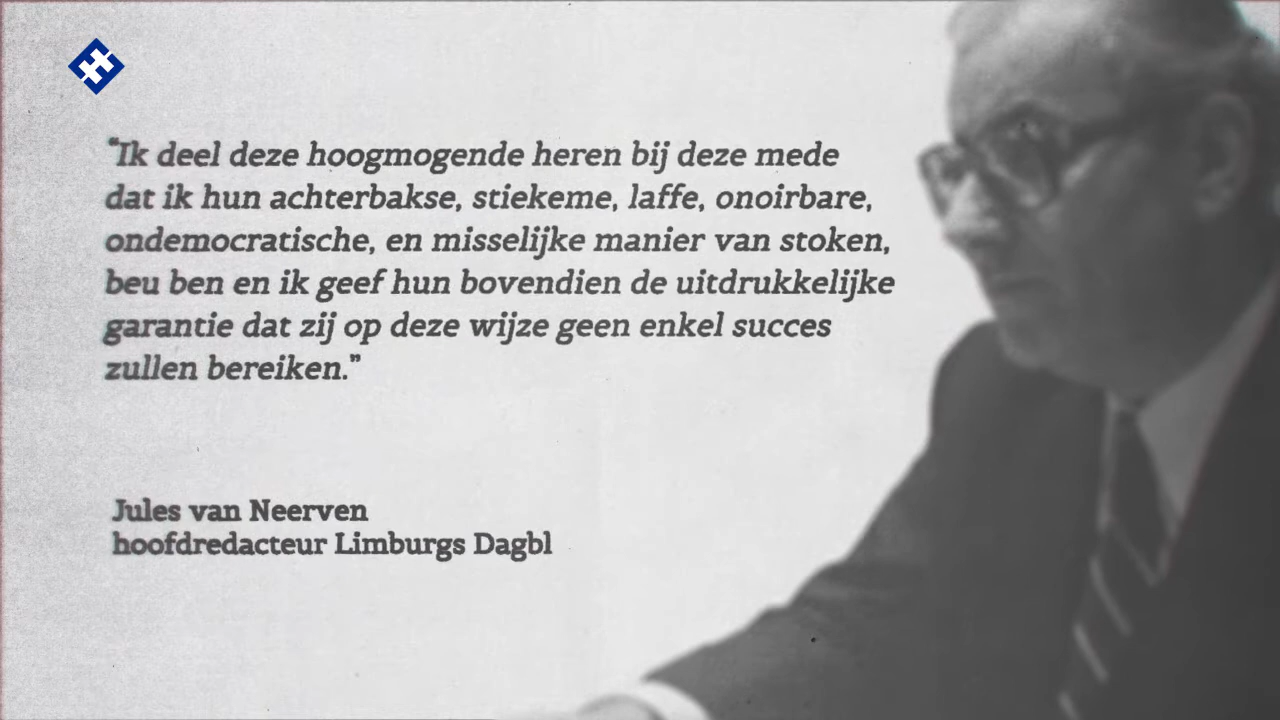 “Ik deel deze hoogmogende heren bij deze mede
dat ik hun achterbakse, stiekeme, laffe, onoirbare,
ondemocratische, en misselijke manier van stoken,
beu ben en ik geef hun bovendien de uitdrukkelijke
garantie dat zij op deze wijze geen enkel succes
zullen bereiken.”
Jules van Neerven
hoofdredacteur Limburgs Dagbl